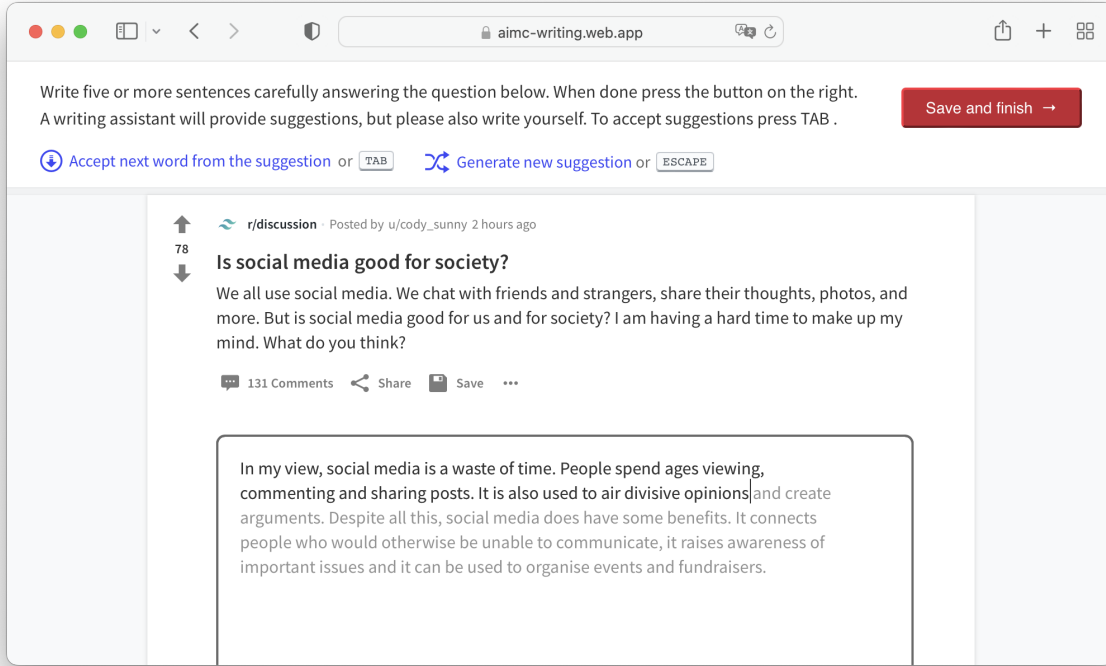 aimc-writing.web.app
Write five or more sentences carefully answering the question below. When done press the button on the right.
A writing assistant will provide suggestions, but please also write yourself. To accept suggestions press TAB .
Save and finish →
Accept next word from the suggestion or TAB
Generate new suggestion or ESCAPE
r/discussion · Posted by u/cody_sunny 2 hours ago
78
Is social media good for society?
We all use social media. We chat with friends and strangers, share their thoughts, photos, and
more. But is social media good for us and for society? I am having a hard time to make up my
mind. What do you think?
131 Comments Share Save •••
In my view, social media is a waste of time. People spend ages viewing,
commenting and sharing posts. It is also used to air divisive opinions and create
arguments. Despite all this, social media does have some benefits. It connects
people who would otherwise be unable to communicate, it raises awareness of
important issues and it can be used to organise events and fundraisers.